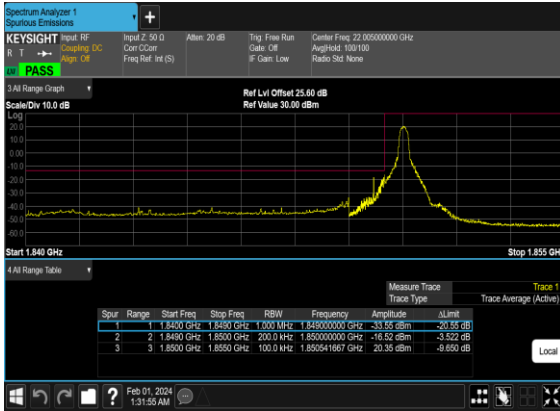 Spectrum Analyzer 1
Spurious Emissions
+
KEYSIGHT
R T
PASS
Input: RF
Coupling: DC
Align: Off
Input Z: 50 Ω
Corr CCorr
Freq Ref: Int (S)
Atten: 20 dB
Trig: Free Run
Gate: Off
IF Gain: Low
Center Freq: 22.005000000 GHz
Avg|Hold: 100/100
Radio Std: None
3 All Range Graph
Scale/Div 10.0 dB
Ref Lvl Offset 25.60 dB
Ref Value 30.00 dBm
Log
20.0
10.0
0.00
-10.0
-20.0
-30.0
-40.0
-50.0
-60.0
Start 1.840 GHz
Stop 1.855 GH
4 All Range Table
Measure Trace Trace 1
Trace Type Trace Average (Active)
Spur Range Start Freq Stop Freq RBW Frequency Amplitude ΔLimit
1 1 1.8400 GHz 1.8490 GHz 1.000 MHz 1.849000000 GHz -33.55 dBm -20.55 dB
2 2 1.8490 GHz 1.8500 GHz 200.0 kHz 1.850000000 GHz -16.52 dBm -3.522 dB
3 3 1.8500 GHz 1.8550 GHz 100.0 kHz 1.850541667 GHz 20.35 dBm -9.650 dB
Local
?
Feb 01, 2024
1:31:55 AM